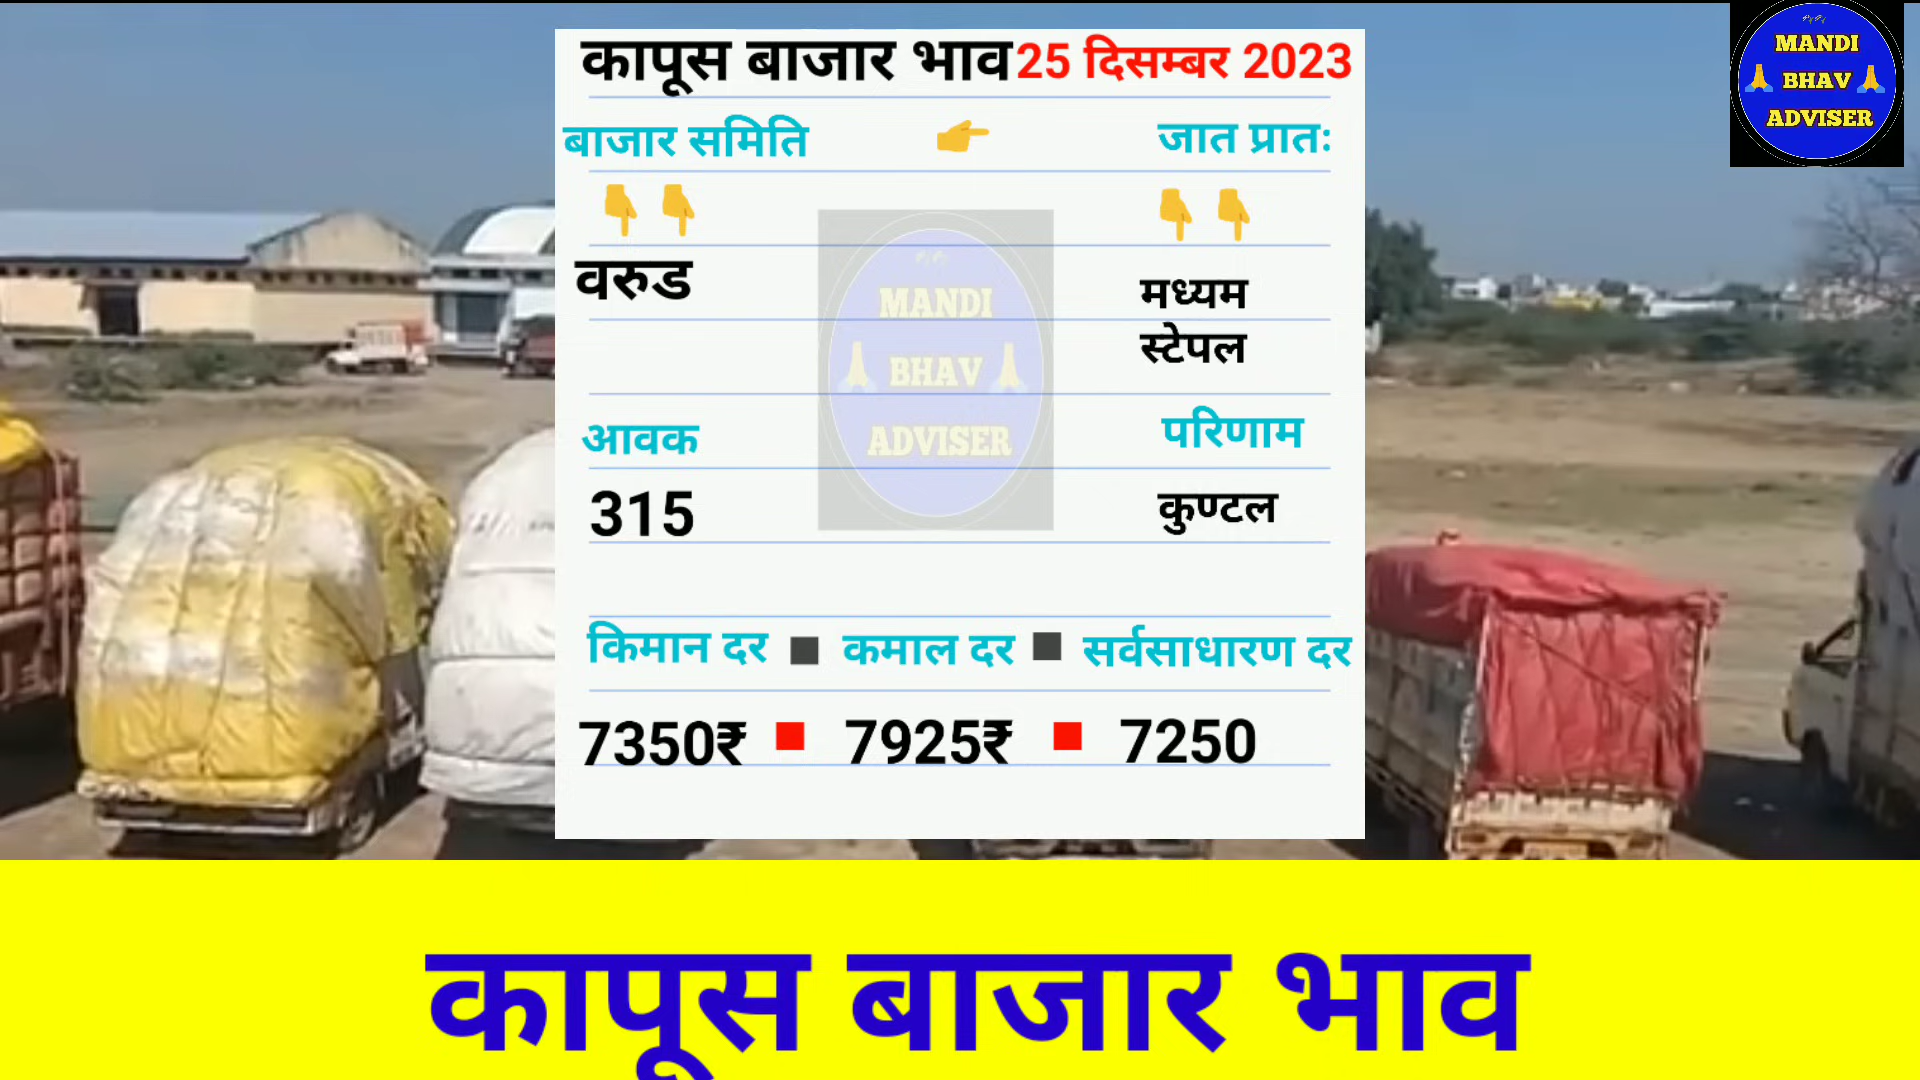 कापूस बाजार भाव 25 दिसम्बर 2023
MANDI
BHAV
ADVISER
बाजार समिति 👉 जात प्रातः
👇👇 👇👇
वरुड
मध्यम
स्टेपल
MANDI
BHAV
ADVISER
आवक परिणाम
315 कुण्टल
किमान दर ◼ कमाल दर ◼ सर्वसाधारण दर
7350₹ 🟥 7925₹ 🟥 7250
कापूस बाजार भाव